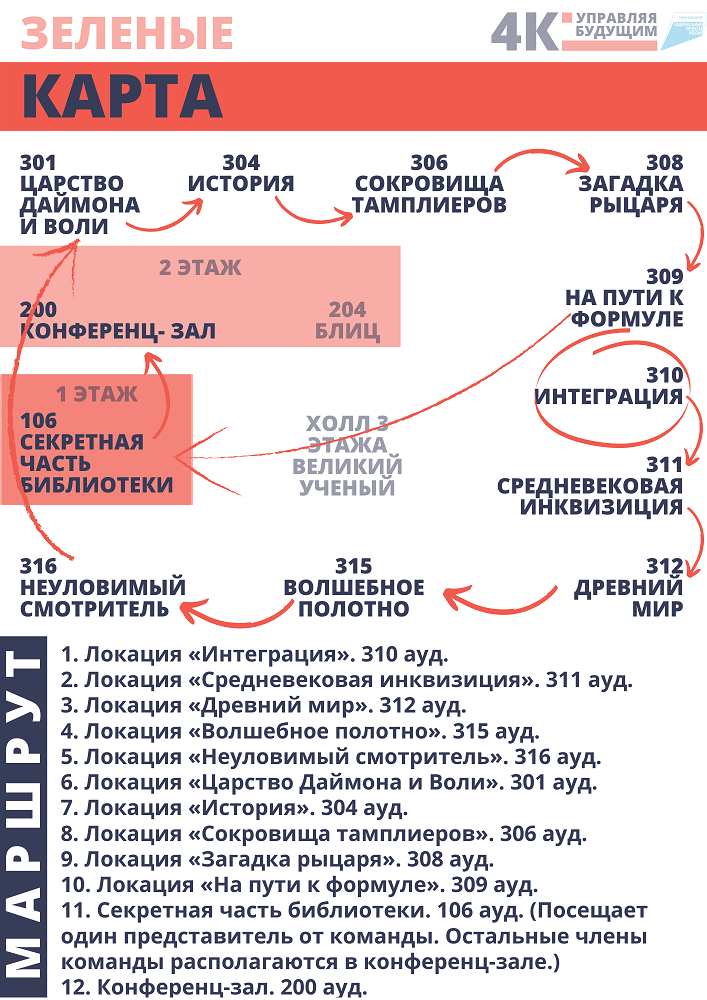 ЗЕЛЕНЫЕ
4К:
УПРАВЛЯЯ
БУДУЩИМ
КАРТА
301
ЦАРСТВО
ДАЙМОНА
И ВОЛИ
304
ИСТОРИЯ
306
СОКРОВИЩА
ТАМПЛИЕРОВ
308
ЗАГАДКА
РЫЦАРЯ
2 ЭТАЖ
200
КОНФЕРЕНЦ- ЗАЛ
204
БЛИЦ
309
НА ПУТИ К
ФОРМУЛЕ
310
ИНТЕГРАЦИЯ
1 ЭТАЖ
106
СЕКРЕТНАЯ
ЧАСТЬ
БИБЛИОТЕКИ
ХОЛЛ 3
ЭТАЖА
ВЕЛИКИЙ
УЧЕНЫЙ
311
СРЕДНЕВЕКОВАЯ
ИНКВИЗИЦИЯ
316
НЕУЛОВИМЫЙ
СМОТРИТЕЛЬ
315
ВОЛШЕБНОЕ
ПОЛОТНО
312
ДРЕВНИЙ
МИР
МАРШРУТ
1. Локация «Интеграция». 310 ауд.
2. Локация «Средневековая инквизиция». 311 ауд.
3. Локация «Древний мир». 312 ауд.
4. Локация «Волшебное полотно». 315 ауд.
5. Локация «Неуловимый смотритель». 316 ауд.
6. Локация «Царство Даймона и Воли». 301 ауд.
7. Локация «История». 304 ауд.
8. Локация «Сокровища тамплиеров». 306 ауд.
9. Локация «Загадка рыцаря». 308 ауд.
10. Локация «На пути к формуле». 309 ауд.
11. Секретная часть библиотеки. 106 ауд. (Посещает
один представитель от команды. Остальные члены
команды располагаются в конференц-зале.)
12. Конференц-зал. 200 ауд.